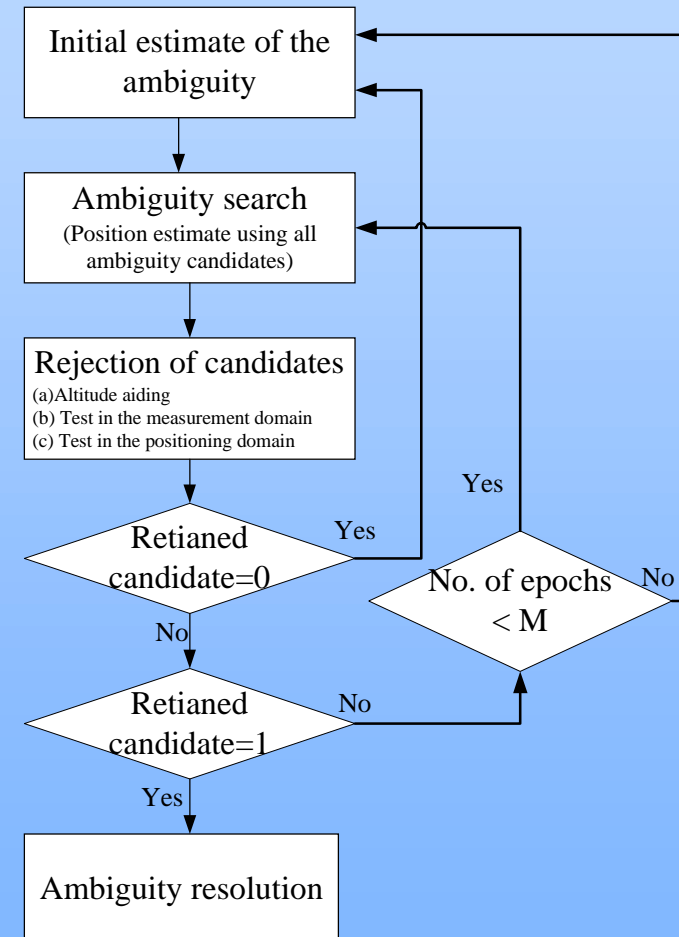 Initial estimate of the
ambiguity
Ambiguity search
(Position estimate using all
ambiguity candidates)
Rejection of candidates
(a)Altitude aiding
(b) Test in the measurement domain
(c) Test in the positioning domain
Retianed
candidate=0
Yes
No
Retianed
candidate=1
No
Yes
No. of epochs
< M
Yes
No
Ambiguity resolution